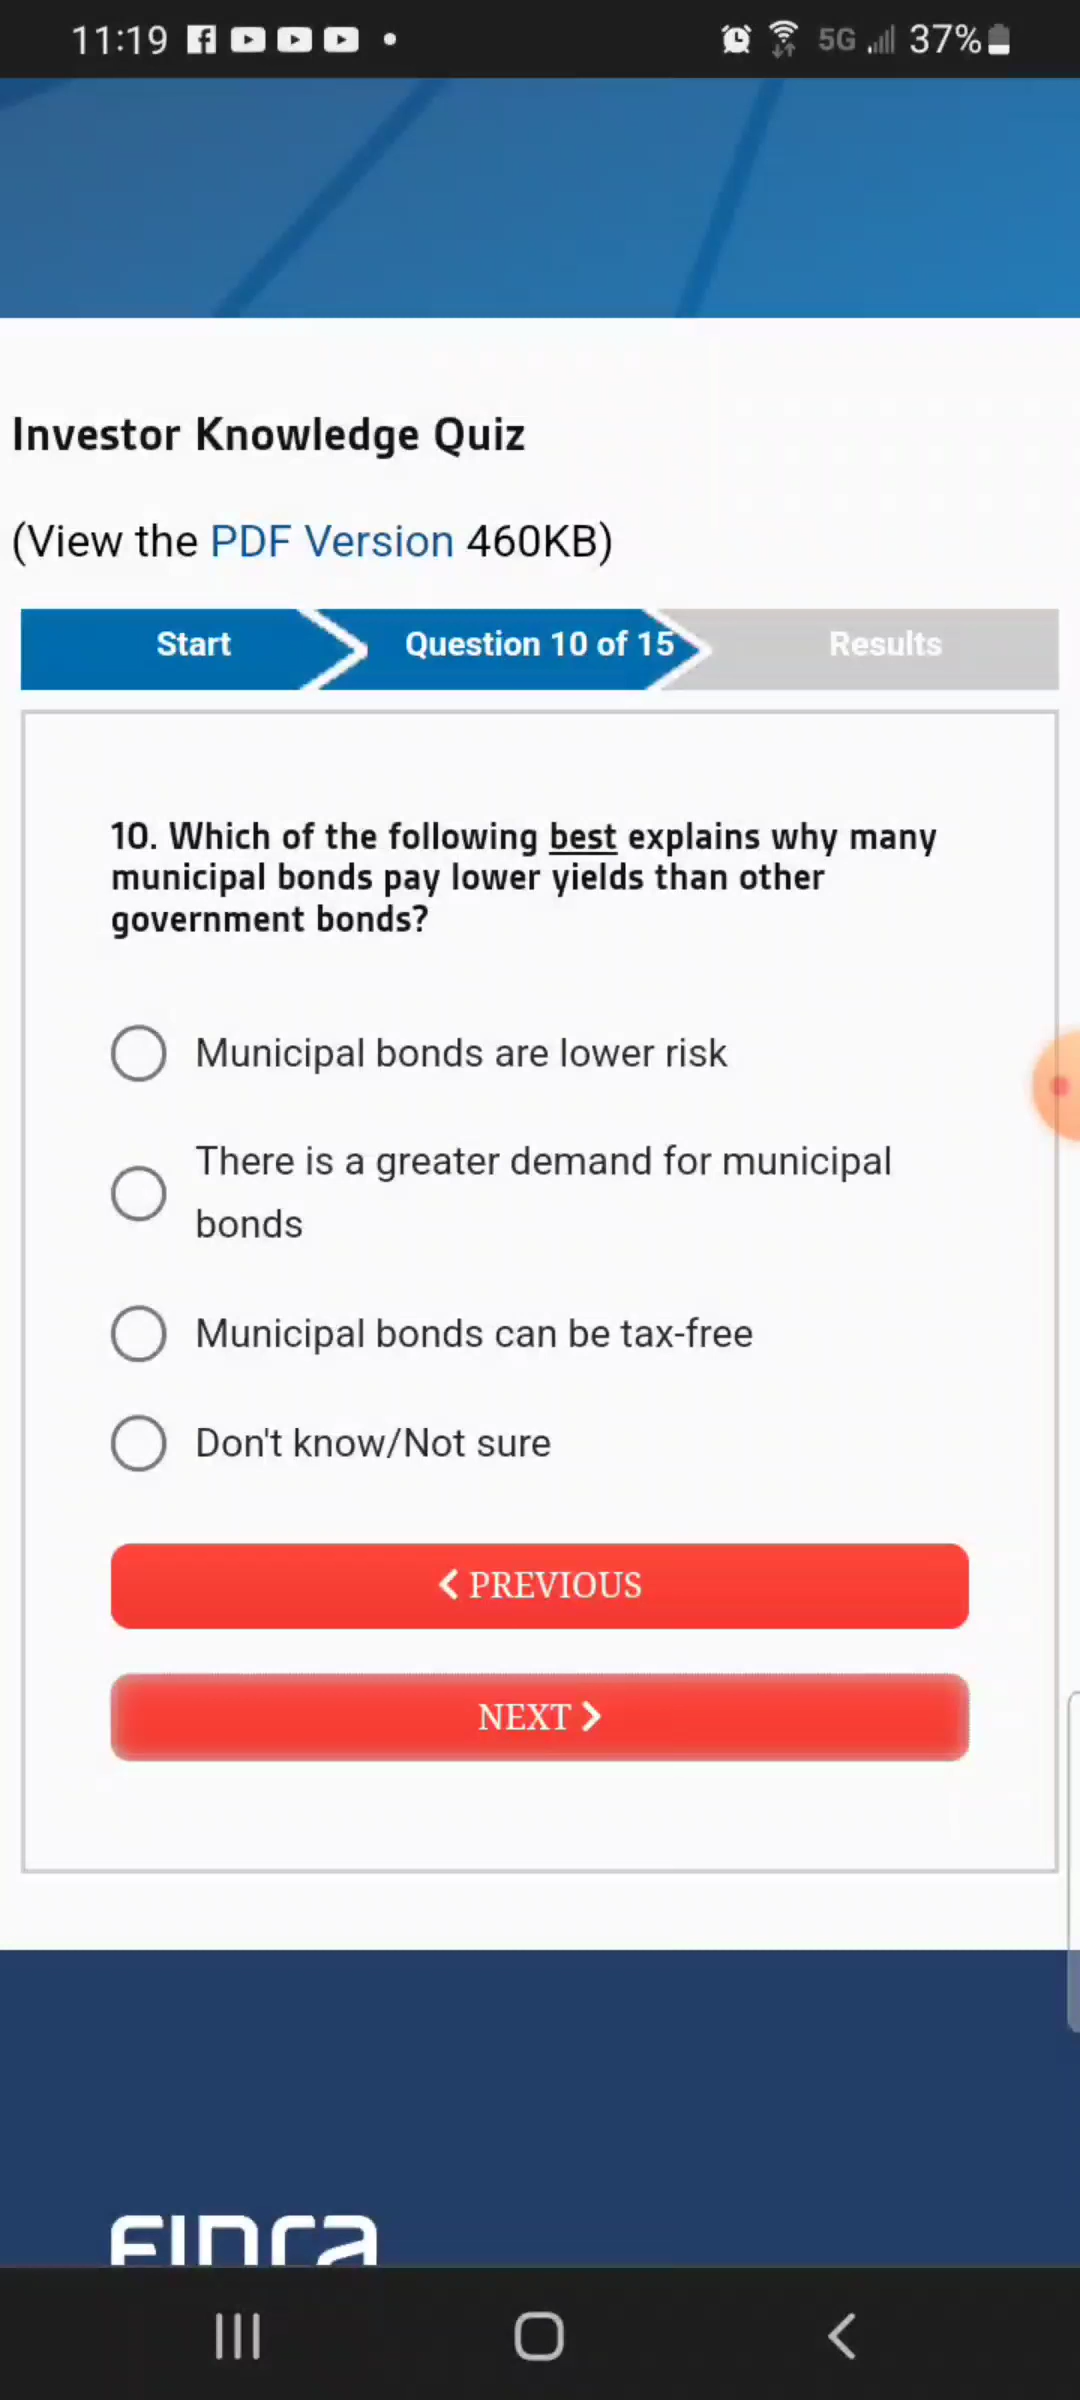 11:19 5G 37%
Investor Knowledge Quiz
(View the PDF Version 460KB)
Start Question 10 of 15 Results
10. Which of the following best explains why many
municipal bonds pay lower yields than other
government bonds?
Municipal bonds are lower risk
There is a greater demand for municipal
bonds
Municipal bonds can be tax-free
Don't know/Not sure
PREVIOUS
NEXT
finra